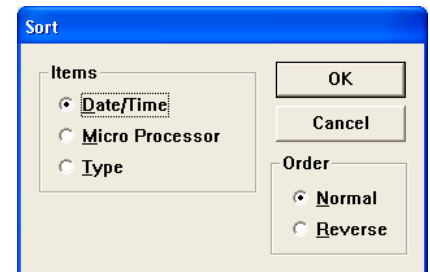 Sort
Items
Date/Time
Micro Processor
Type
OK
Cancel
Order
Normal
Reverse